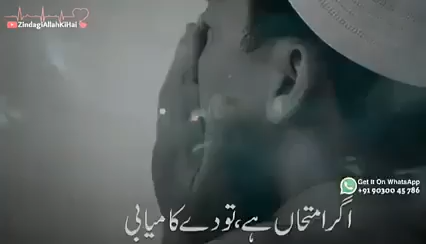 ZindagiAllahKiHai
Get It On WhatsApp
+91 90300 45 786
اگر امتحاں ہے، تو دے کامیابی